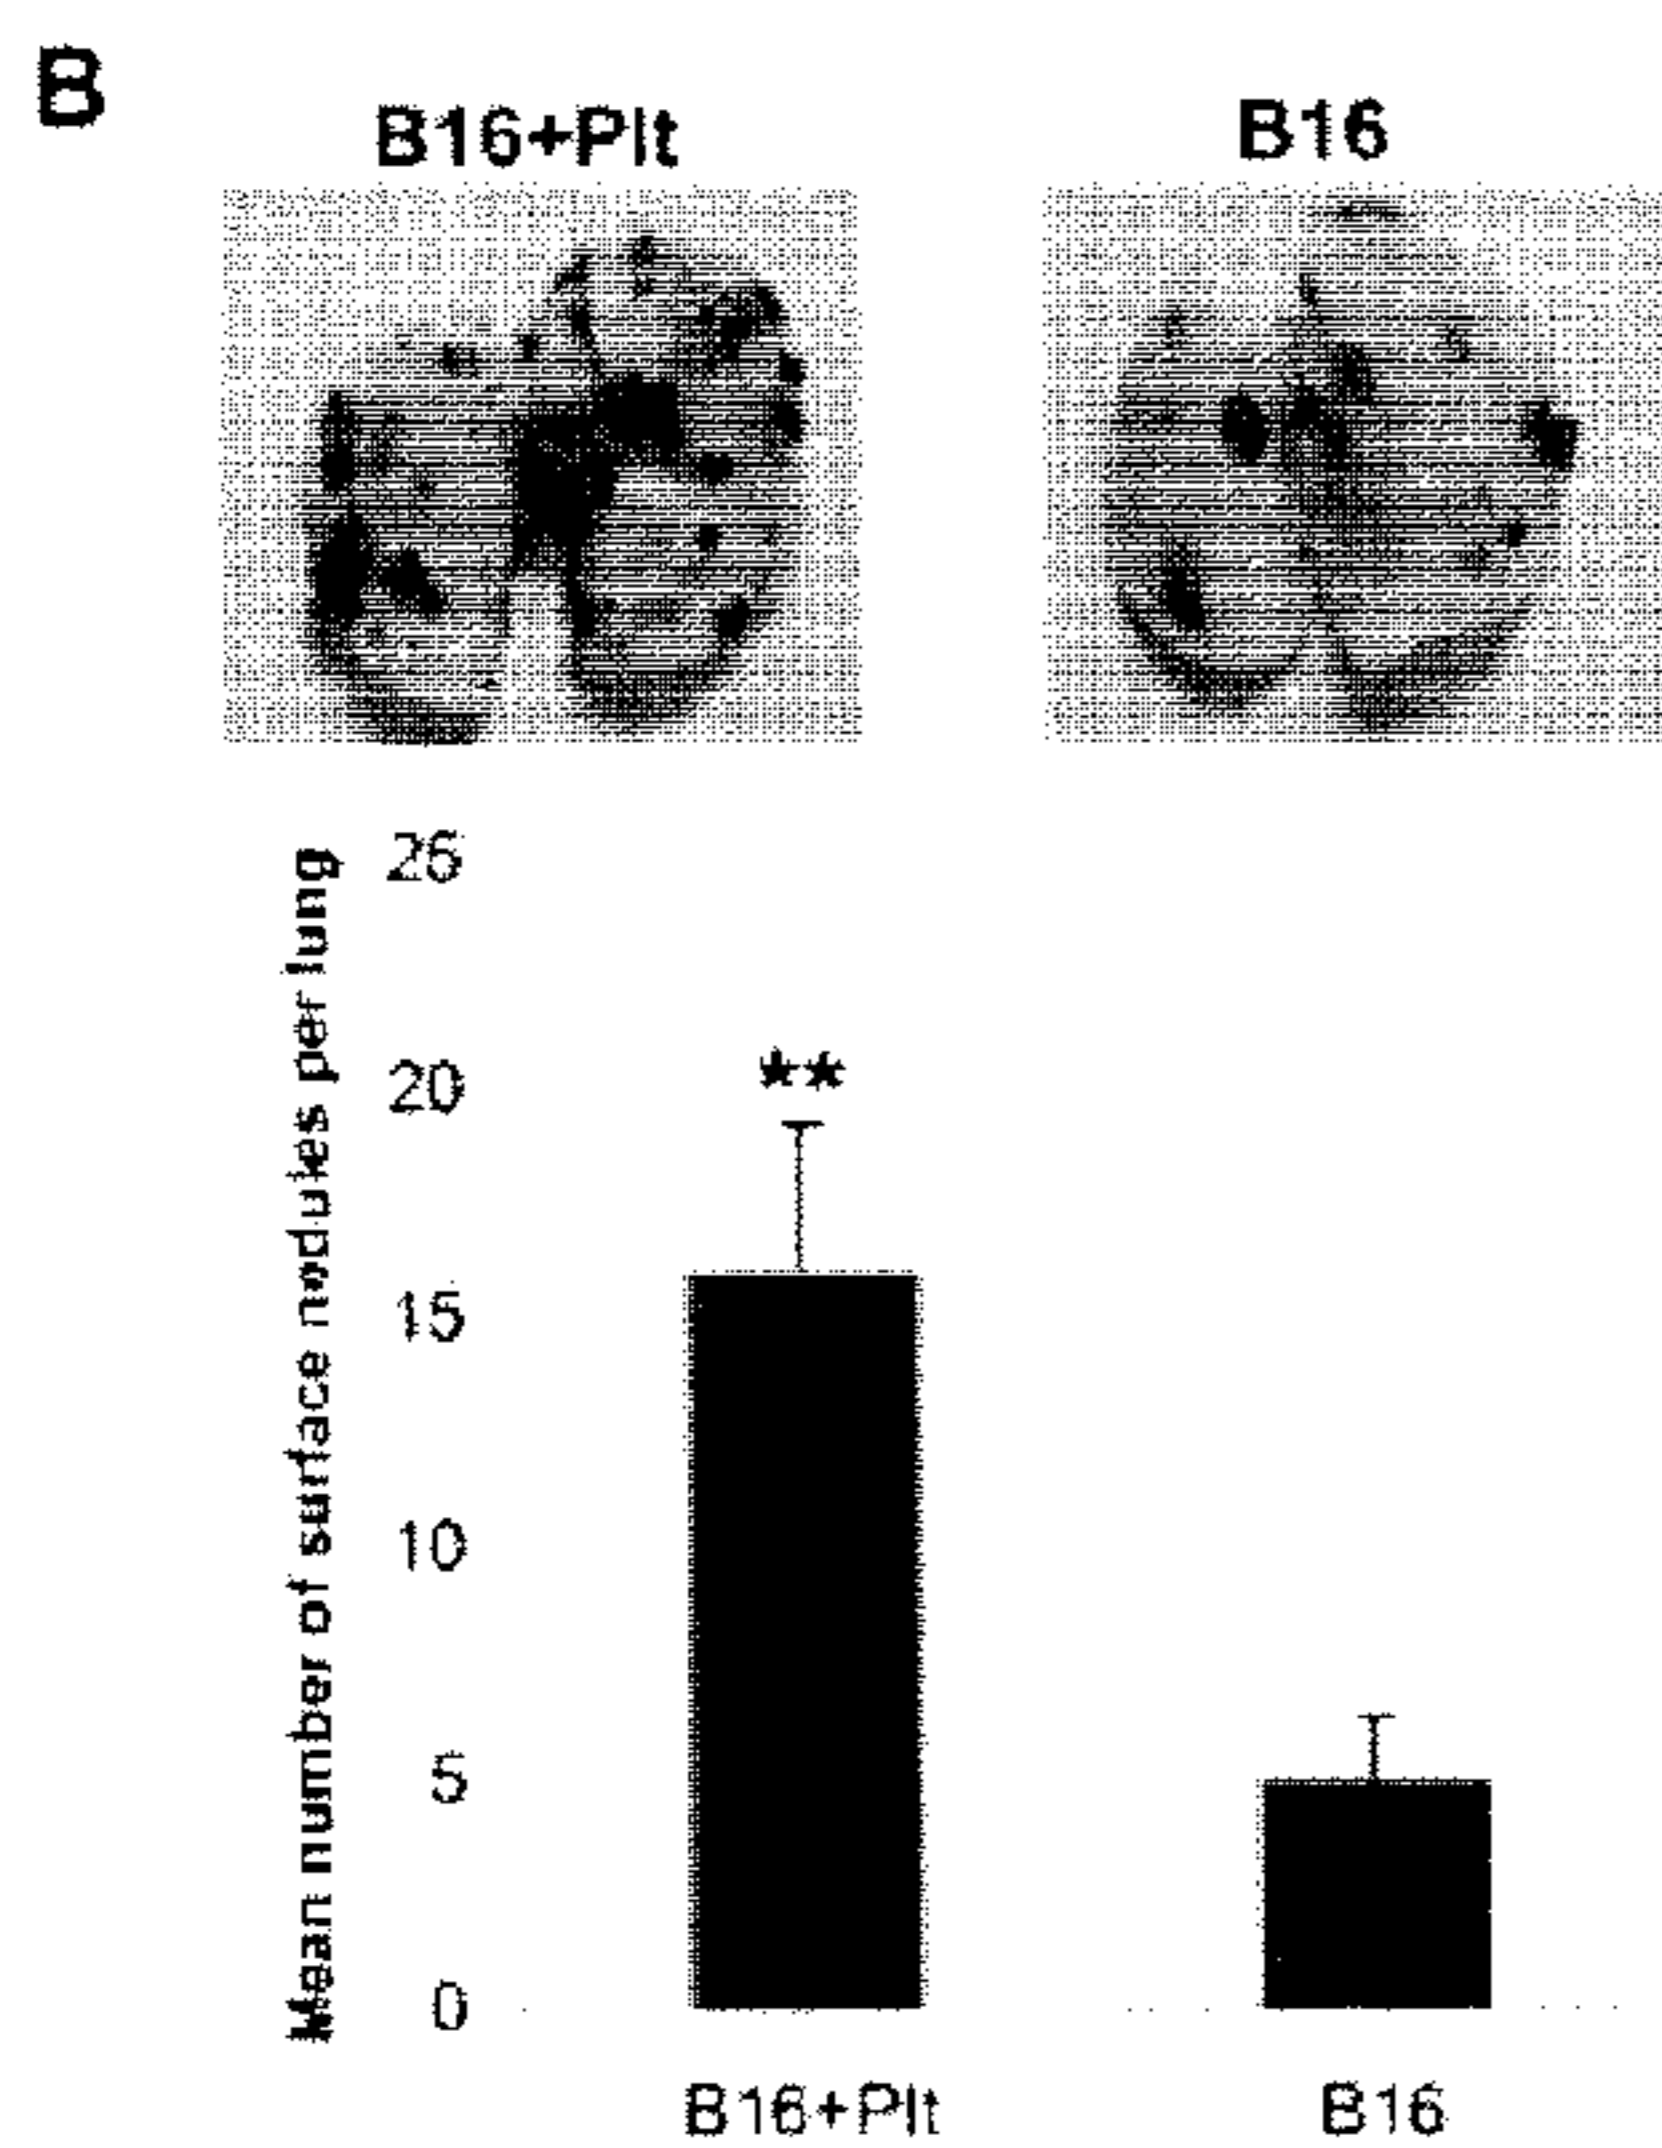 B
B16+Plt
B16
Mean number of surface nodules per lung
25
20
**
15
10
5
0
B16+Plt
B16